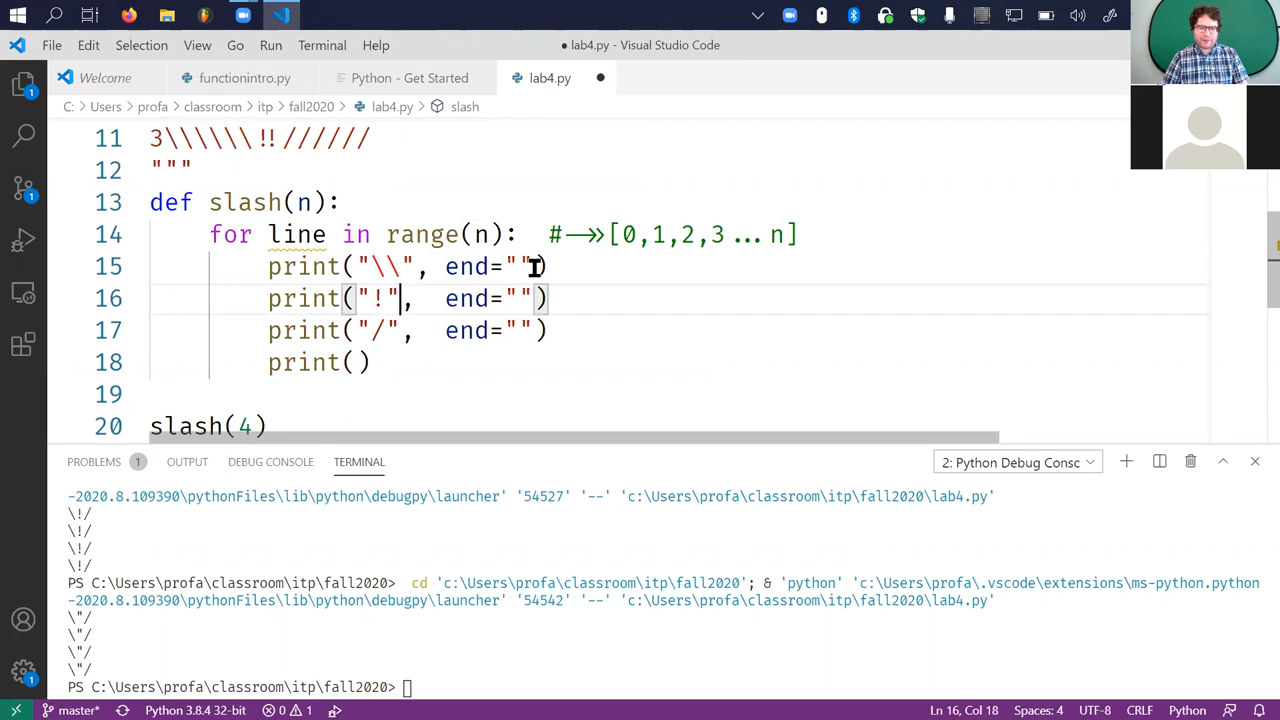 File Edit Selection View Go Run Terminal Help
● lab4.py - Visual Studio Code
Welcome functionintro.py Python - Get Started lab4.py ●
C: > Users > profa > classroom > itp > fall2020 > lab4.py > slash
11 3\\\\\\!!//////
12 """
13 def slash(n):
14 for line in range(n): #-->>[0,1,2,3...n]
15 print("\\", end="")
16 print("!", end="")
17 print("/", end="")
18 print()
19
20 slash(4)
PROBLEMS 1 OUTPUT DEBUG CONSOLE TERMINAL 2: Python Debug Consc
-2020.8.109390\pythonFiles\lib\python\debugpy\launcher' '54527' '--' 'c:\Users\profa\classroom\itp\fall2020\lab4.py'
\!/
\!/
\!/
\!/
PS C:\Users\profa\classroom\itp\fall2020> cd 'c:\Users\profa\classroom\itp\fall2020'; & 'python' 'c:\Users\profa\.vscode\extensions\ms-python.python
-2020.8.109390\pythonFiles\lib\python\debugpy\launcher' '54542' '--' 'c:\Users\profa\classroom\itp\fall2020\lab4.py'
\"/
\"/
\"/
\"/
PS C:\Users\profa\classroom\itp\fall2020>
1
1
1
master* Python 3.8.4 32-bit 0 1 Ln 16, Col 18 Spaces: 4 UTF-8 CRLF Python